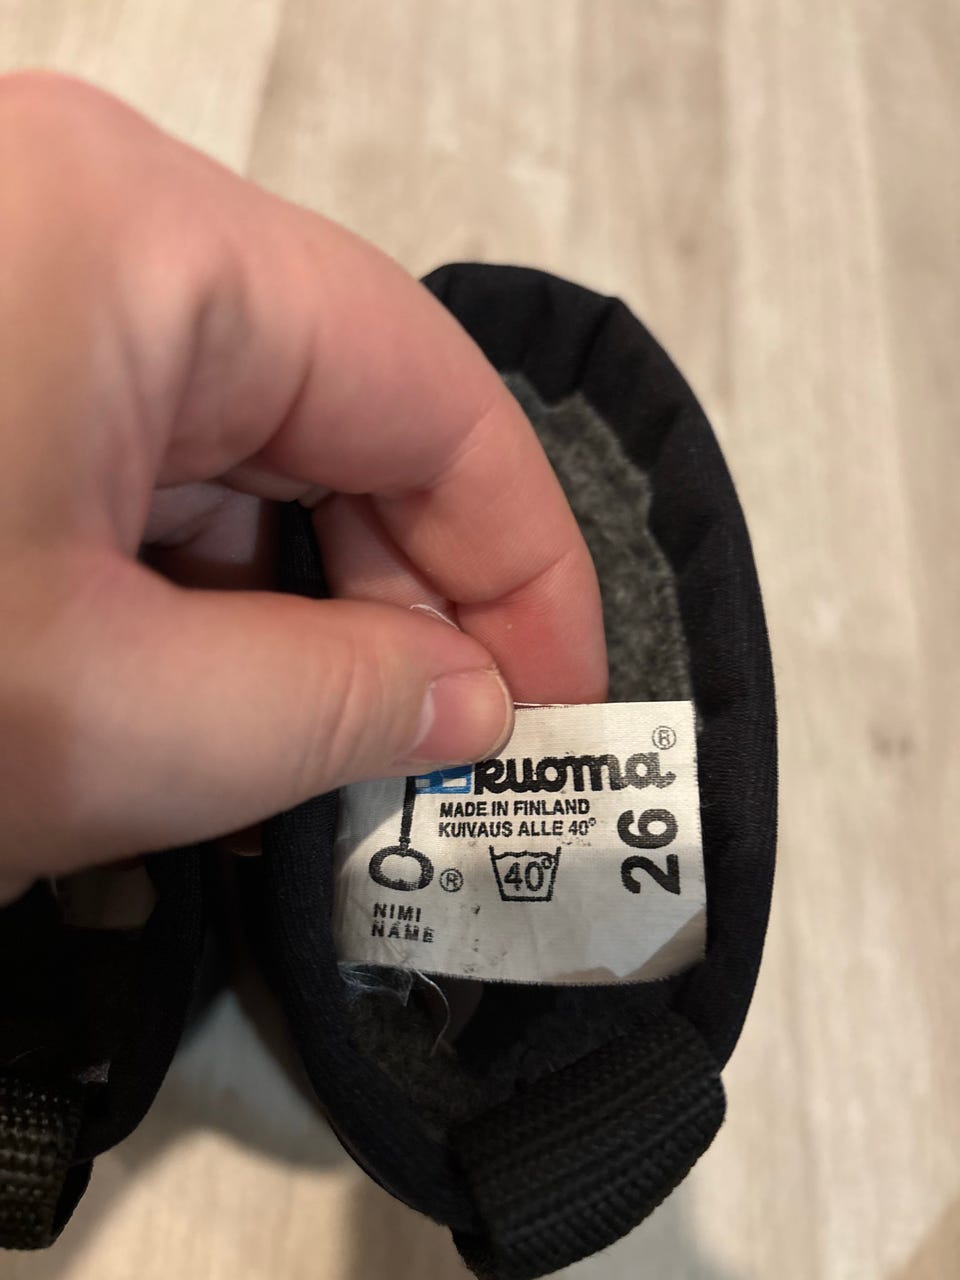 kuoma®
MADE IN FINLAND
KUIVAUS ALLE 40°
26
40°
®
NIMI
NAME